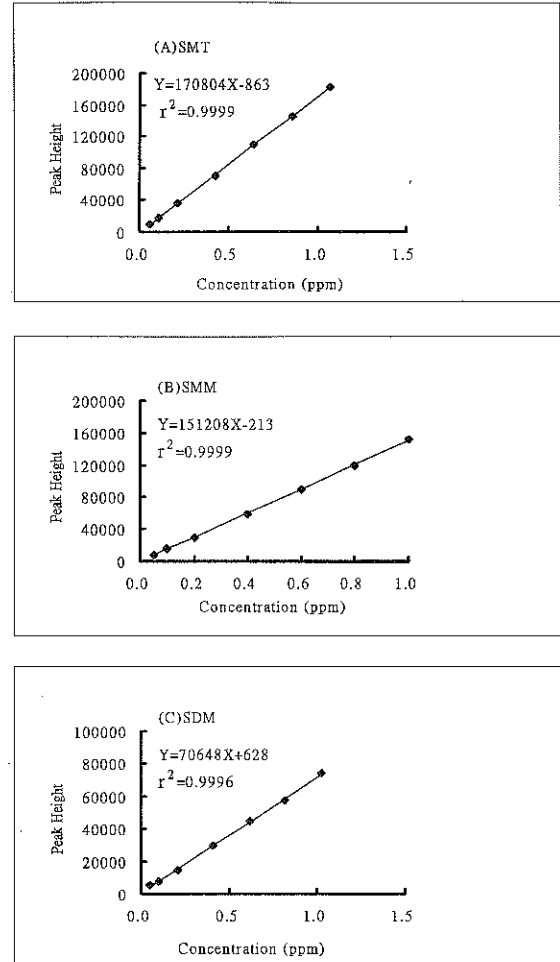 (A)SMT
Y=170804X-863
r²=0.9999
Peak Height
200000
160000
120000
80000
40000
0
0.0 0.5 1.0 1.5
Concentration (ppm)
(B)SMM
Y=151208X-213
r²=0.9999
Peak Height
200000
160000
120000
80000
40000
0
0.0 0.2 0.4 0.6 0.8 1.0
Concentration (ppm)
(C)SDM
Y=70648X+628
r²=0.9996
Peak Height
100000
80000
60000
40000
20000
0
0.0 0.5 1.0 1.5
Concentration (ppm)